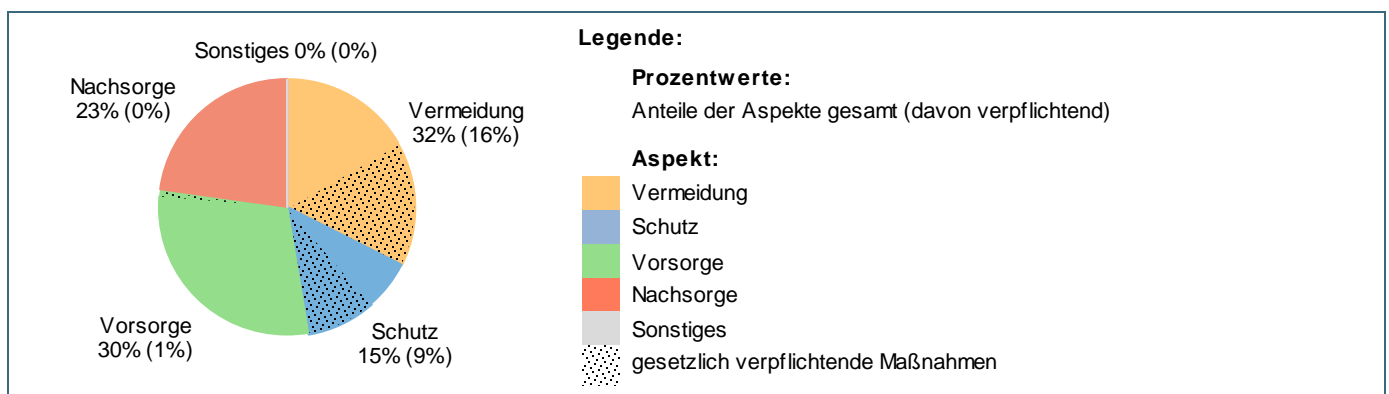 Sonstiges 0% (0%)
Nachsorge
23% (0%)
Vermeidung
32% (16%)
Vorsorge
30% (1%)
Schutz
15% (9%)
Legende:
Prozentwerte:
Anteile der Aspekte gesamt (davon verpflichtend)
Aspekt:
Vermeidung
Schutz
Vorsorge
Nachsorge
Sonstiges
gesetzlich verpflichtende Maßnahmen